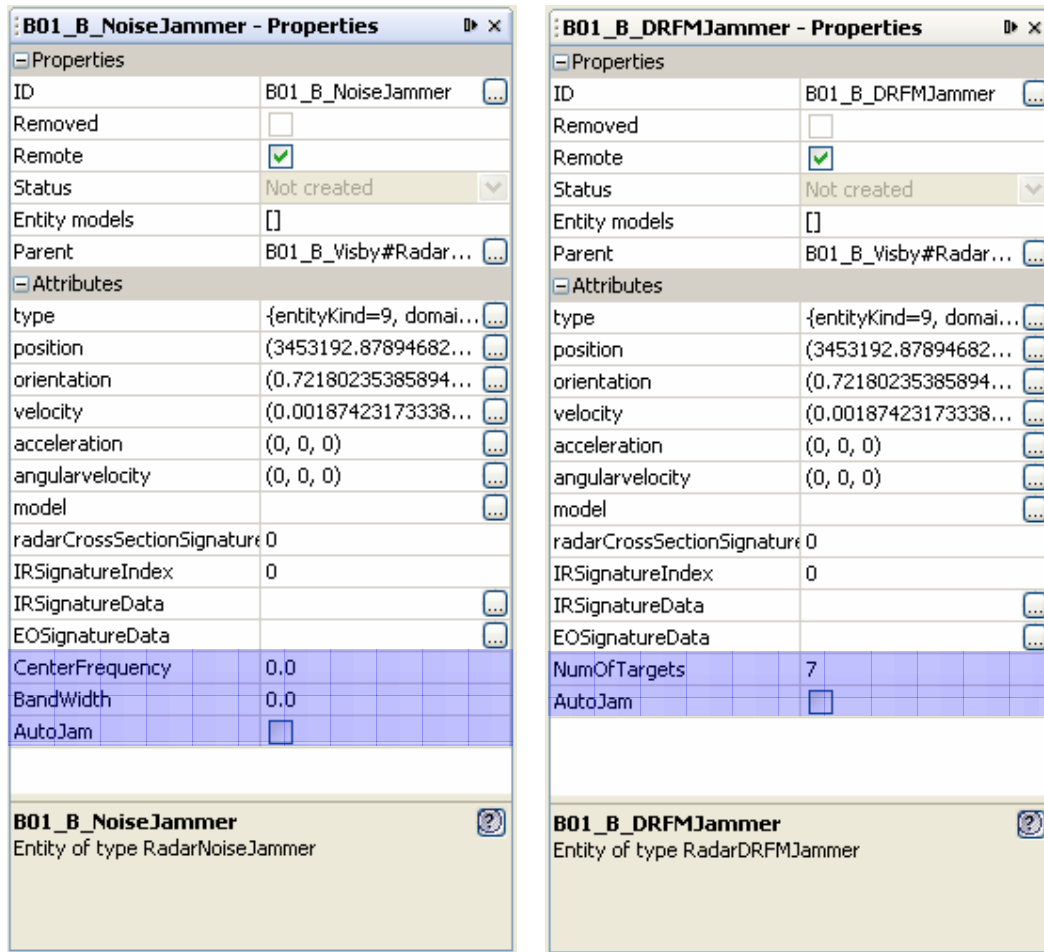 B01_B_NoiseJammer - Properties
Properties
ID B01_B_NoiseJammer ...
Removed
Remote
Status Not created
Entity models []
Parent B01_B_Visby#Radar... ...
Attributes
type {entityKind=9, domai... ...
position (3453192.87894682... ...
orientation (0.72180235385894... ...
velocity (0.00187423173338... ...
acceleration (0, 0, 0) ...
angularvelocity (0, 0, 0) ...
model ...
radarCrossSectionSignature 0
IRSignatureIndex 0
IRSignatureData ...
EOSignatureData ...
CenterFrequency 0.0
BandWidth 0.0
AutoJam
B01_B_NoiseJammer ?
Entity of type RadarNoiseJammer
B01_B_DRFMJammer - Properties
Properties
ID B01_B_DRFMJammer ...
Removed
Remote
Status Not created
Entity models []
Parent B01_B_Visby#Radar... ...
Attributes
type {entityKind=9, domai... ...
position (3453192.87894682... ...
orientation (0.72180235385894... ...
velocity (0.00187423173338... ...
acceleration (0, 0, 0) ...
angularvelocity (0, 0, 0) ...
model ...
radarCrossSectionSignature 0
IRSignatureIndex 0
IRSignatureData ...
EOSignatureData ...
NumOfTargets 7
AutoJam
B01_B_DRFMJammer ?
Entity of type RadarDRFMJammer